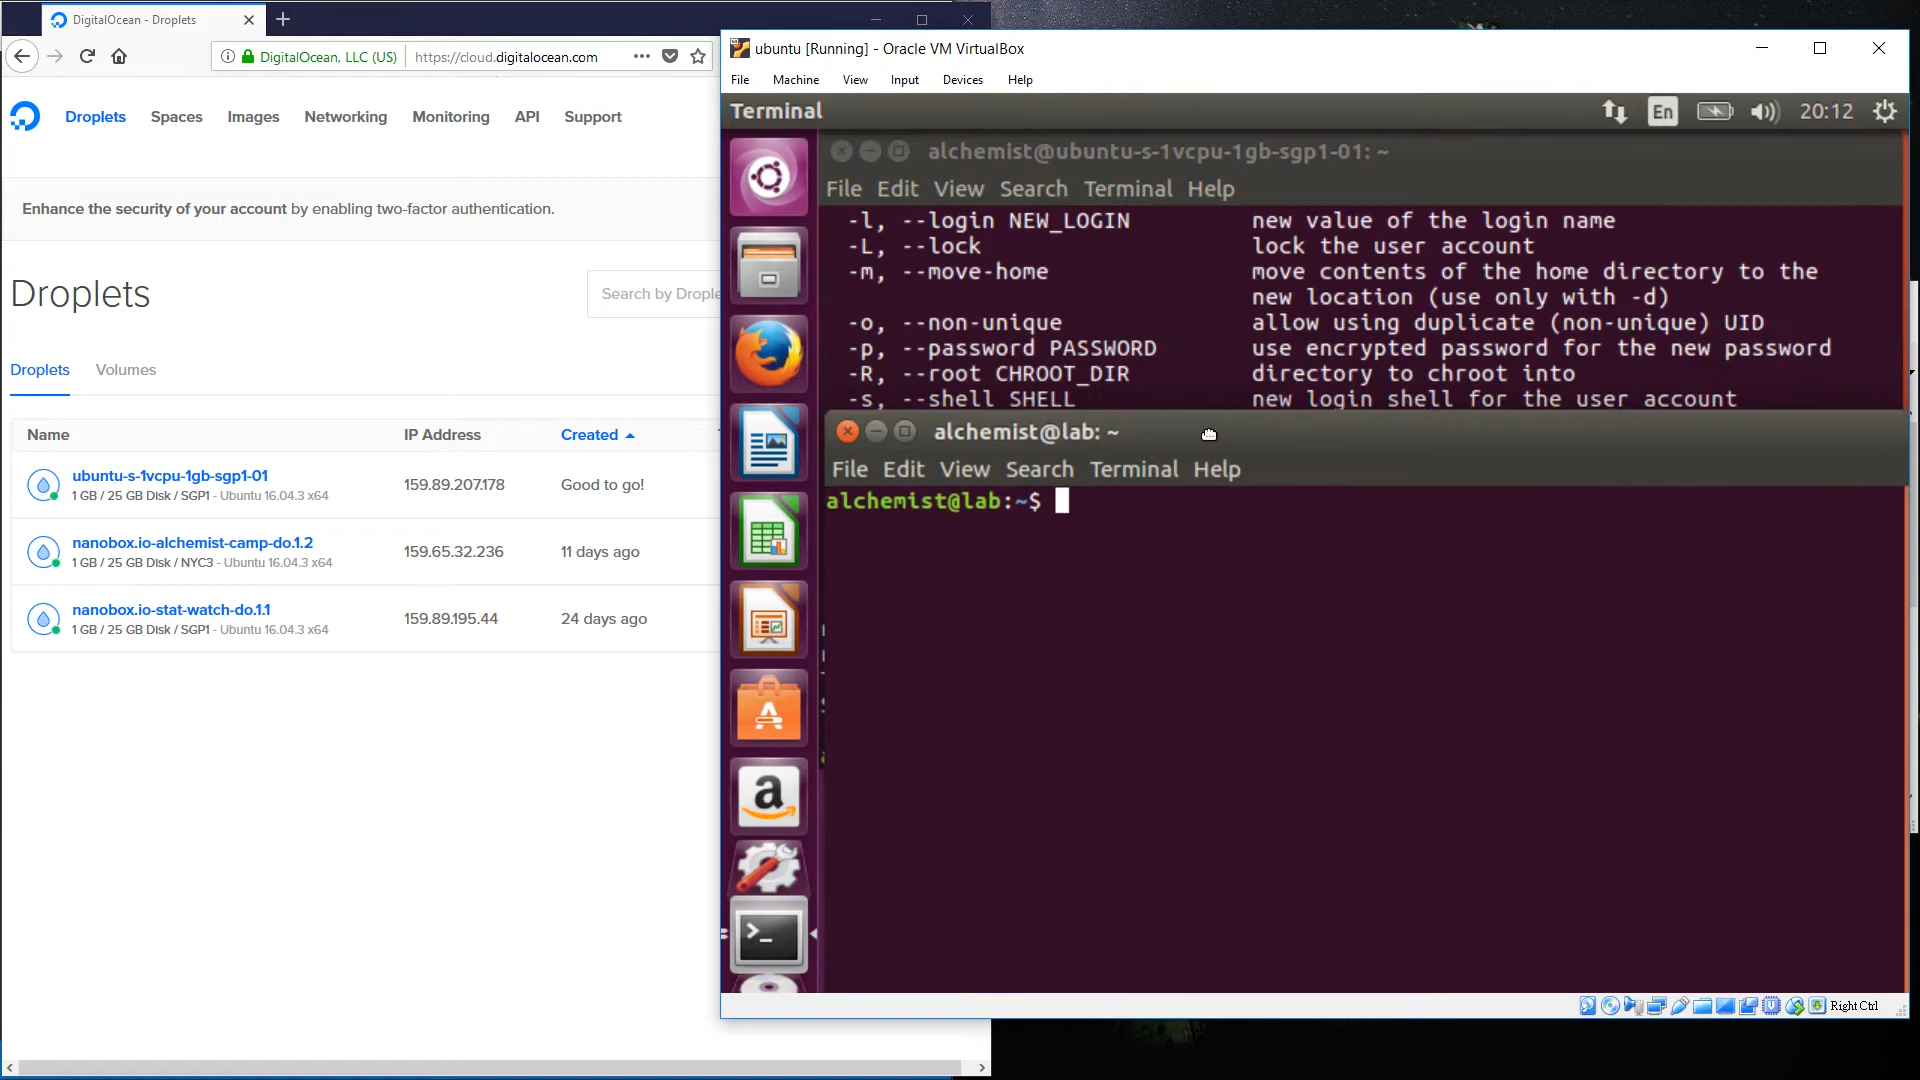 DigitalOcean - Droplets
DigitalOcean, LLC (US)
https://cloud.digitalocean.com
Droplets
Spaces
Images
Networking
Monitoring
API
Support
Enhance the security of your account by enabling two-factor authentication.
Droplets
Search by Drople
Droplets
Volumes
Name
IP Address
Created
ubuntu-s-1vcpu-1gb-sgp1-01
1 GB / 25 GB Disk / SGP1 - Ubuntu 16.04.3 x64
159.89.207.178
Good to go!
nanobox.io-alchemist-camp-do.1.2
1 GB / 25 GB Disk / NYC3 - Ubuntu 16.04.3 x64
159.65.32.236
11 days ago
nanobox.io-stat-watch-do.1.1
1 GB / 25 GB Disk / SGP1 - Ubuntu 16.04.3 x64
159.89.195.44
24 days ago
ubuntu [Running] - Oracle VM VirtualBox
File Machine View Input Devices Help
Terminal
En
20:12
alchemist@ubuntu-s-1vcpu-1gb-sgp1-01: ~
File Edit View Search Terminal Help
-l, --login NEW_LOGIN new value of the login name
-L, --lock lock the user account
-m, --move-home move contents of the home directory to the
new location (use only with -d)
-o, --non-unique allow using duplicate (non-unique) UID
-p, --password PASSWORD use encrypted password for the new password
-R, --root CHROOT_DIR directory to chroot into
-s, --shell SHELL new login shell for the user account
alchemist@lab: ~
File Edit View Search Terminal Help
alchemist@lab:~$
Right Ctrl